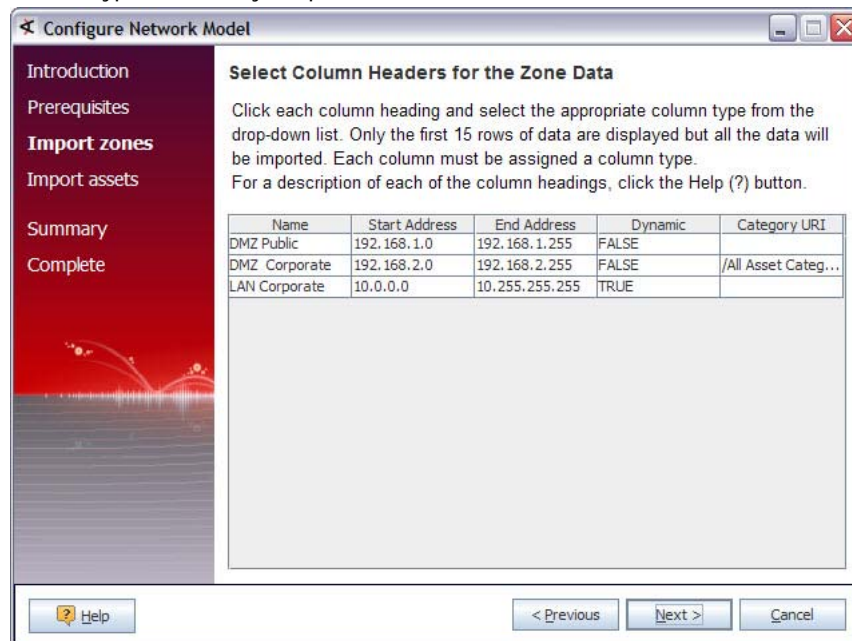 Configure Network Model
Introduction
Prerequisites
Import zones
Import assets
Summary
Complete
Select Column Headers for the Zone Data
Click each column heading and select the appropriate column type from the
drop-down list. Only the first 15 rows of data are displayed but all the data will
be imported. Each column must be assigned a column type.
For a description of each of the column headings, click the Help (?) button.
Name Start Address End Address Dynamic Category URI
DMZ Public 192.168.1.0 192.168.1.255 FALSE
DMZ Corporate 192.168.2.0 192.168.2.255 FALSE /All Asset Categ...
LAN Corporate 10.0.0.0 10.255.255.255 TRUE
Help < Previous Next > Cancel